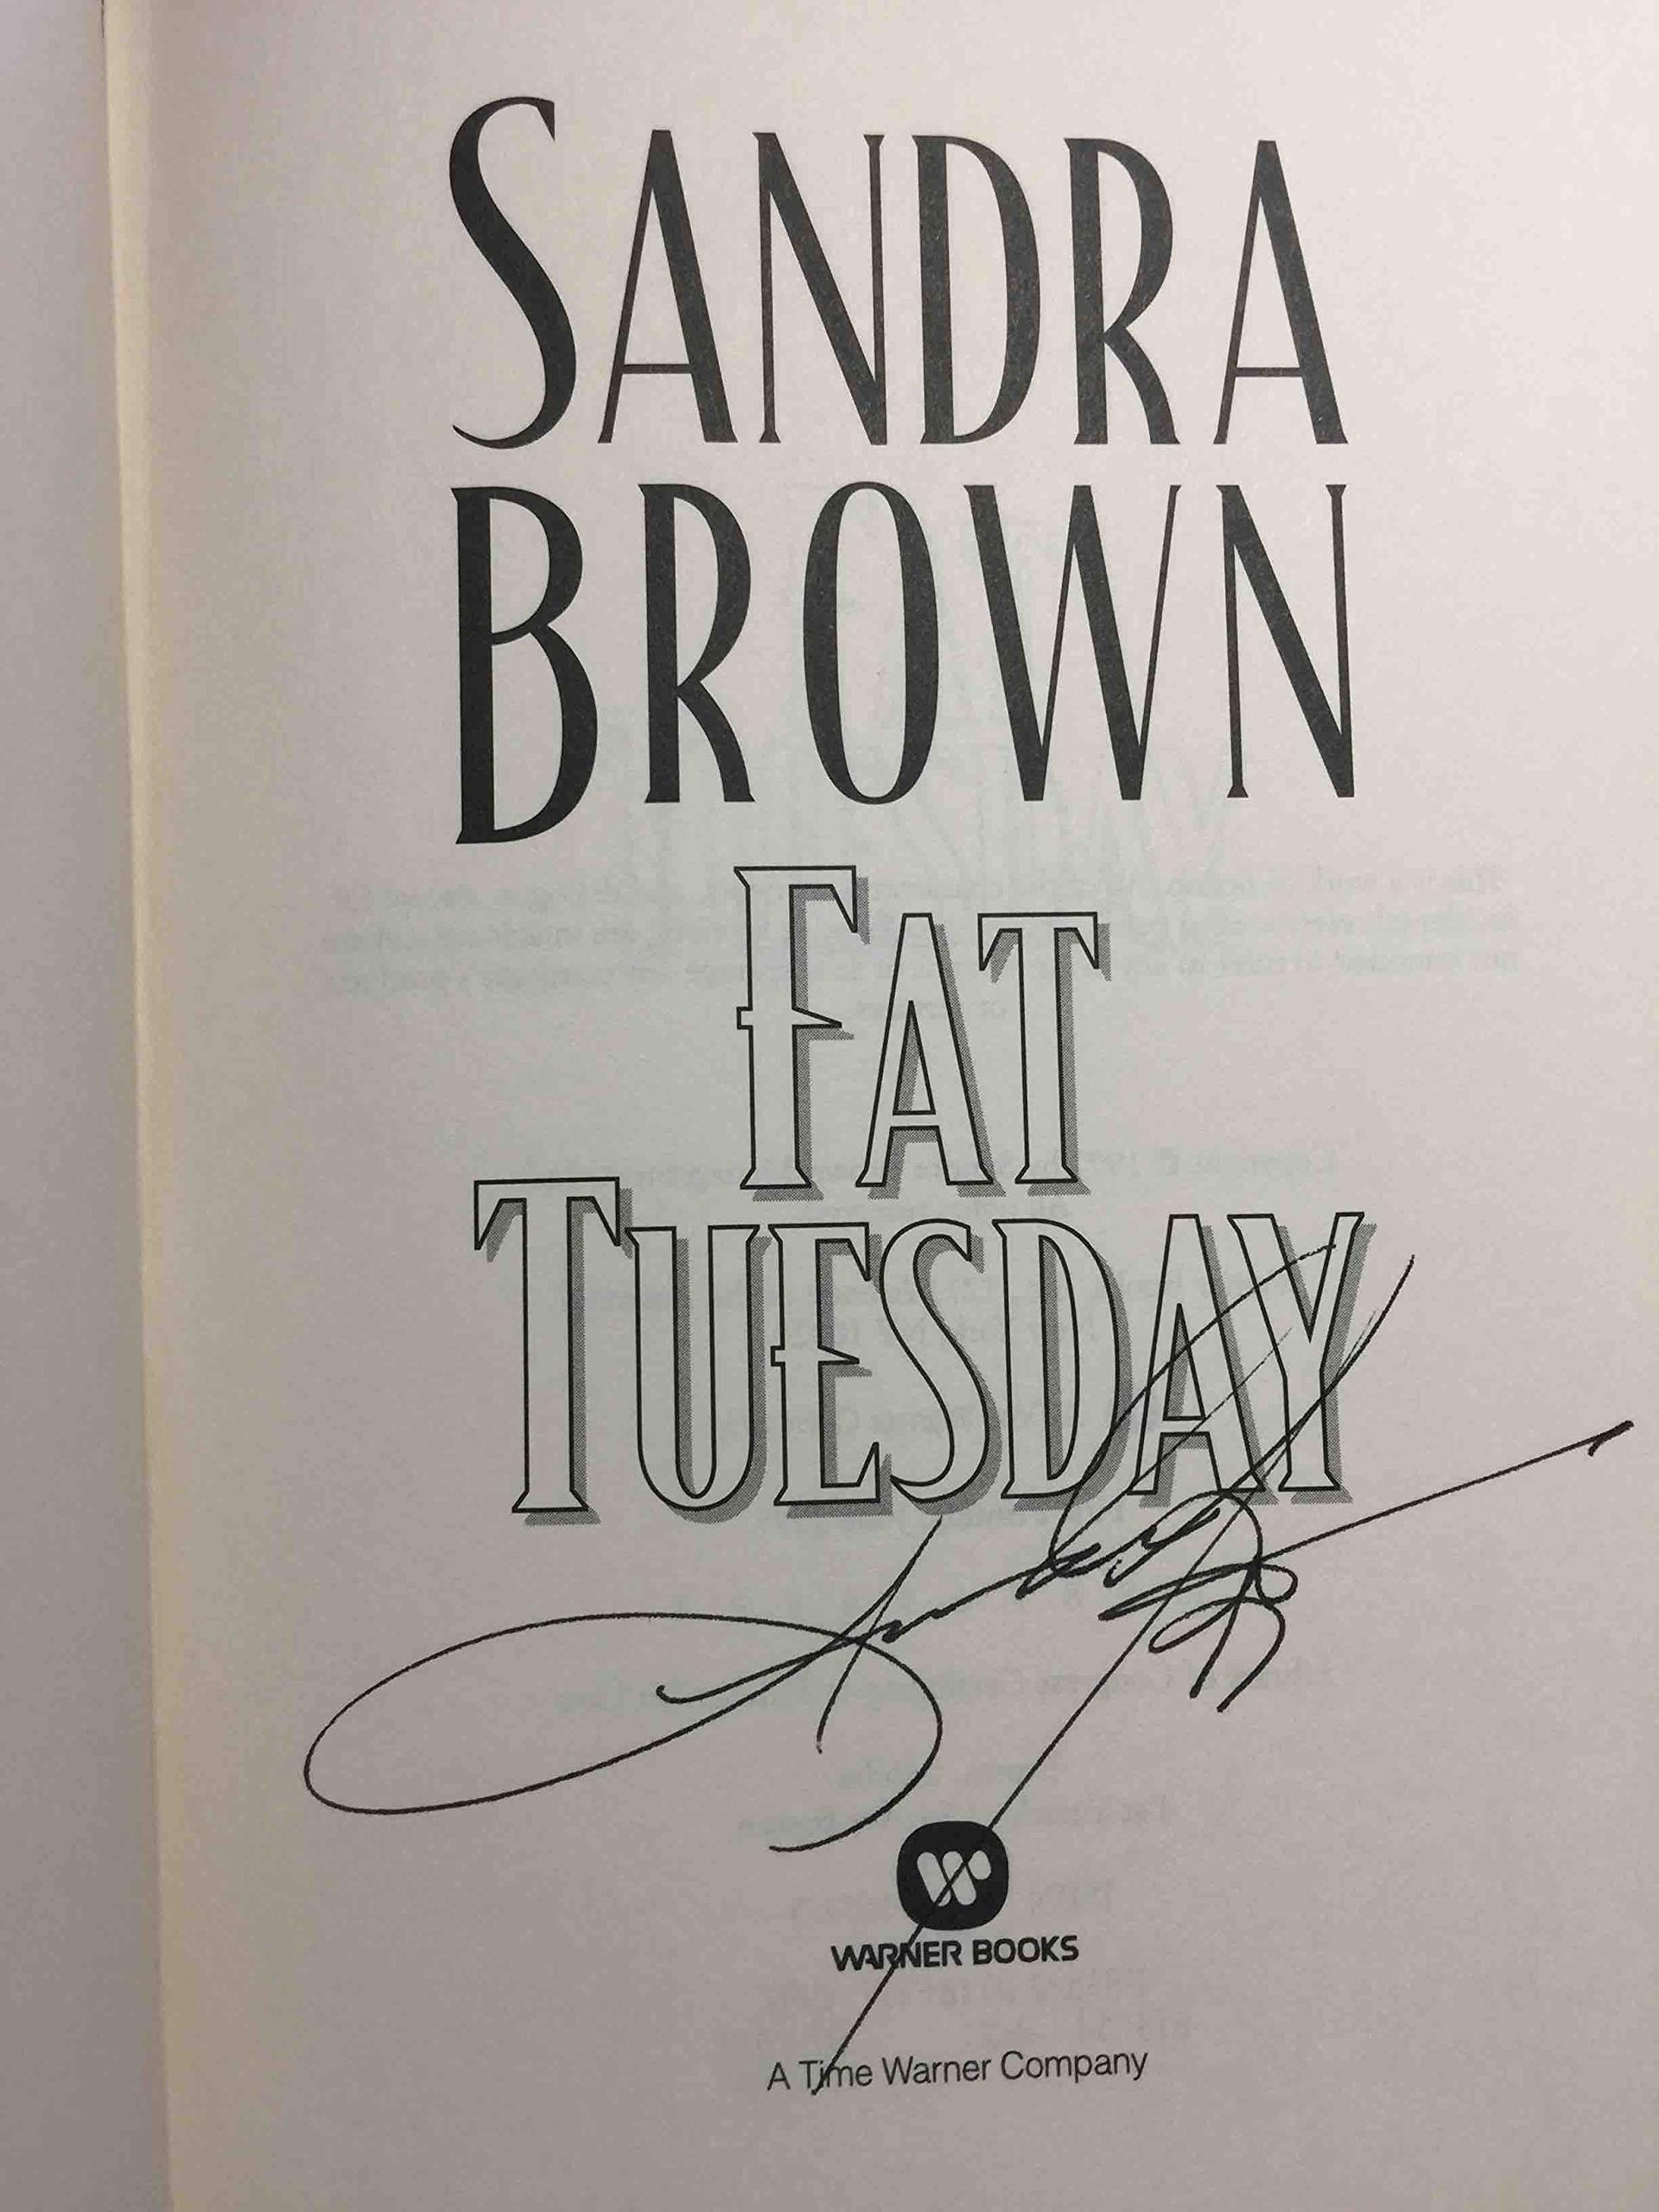 SANDRA
BROWN
FAT
TUESDAY
WARNER BOOKS
A Time Warner Company